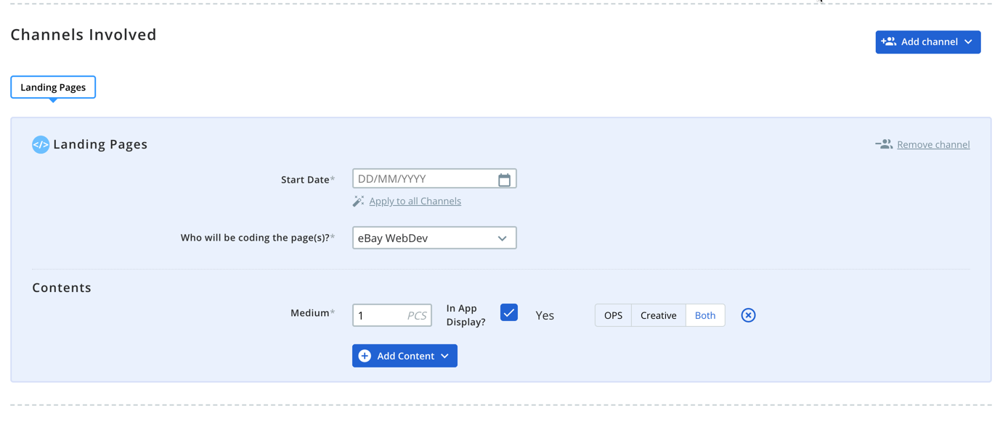 Channels Involved
Add channel
Landing Pages
</> Landing Pages
Remove channel
Start Date* DD/MM/YYYY
Apply to all Channels
Who will be coding the page(s)?* eBay WebDev
Contents
Medium* 1 PCS
In App
Display?
Yes
OPS Creative Both
Add Content